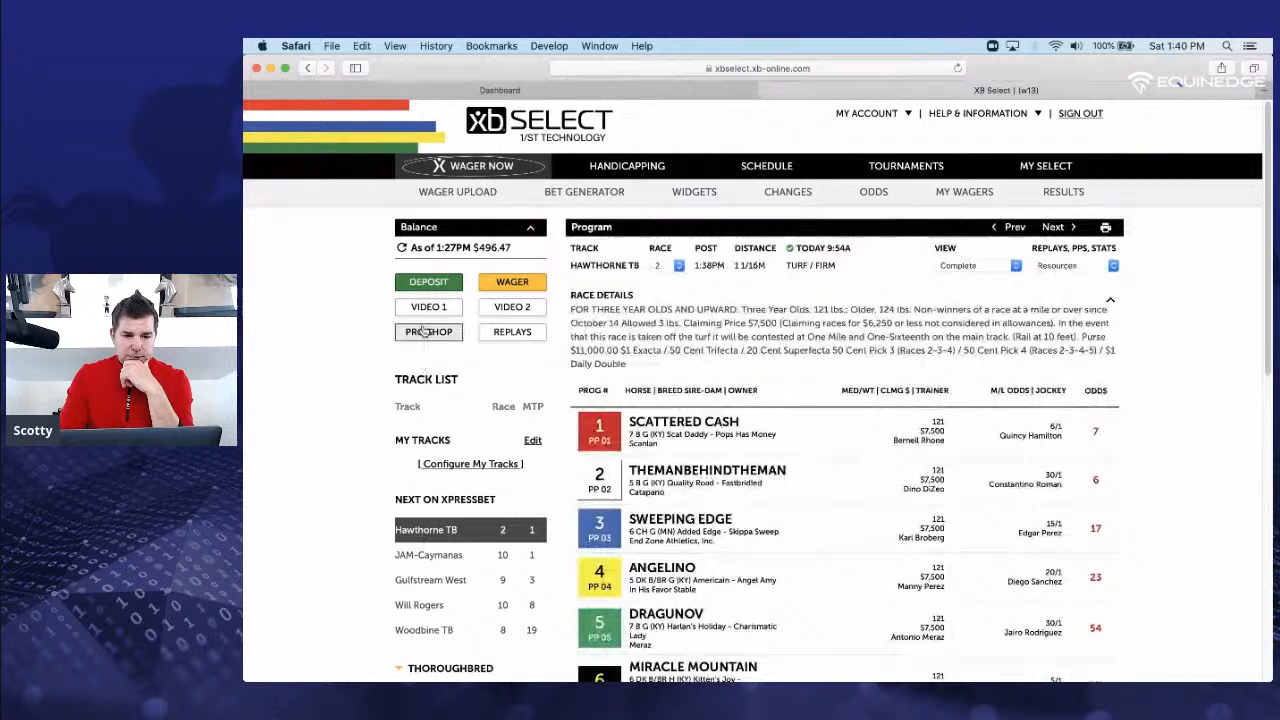 Safari File Edit View History Bookmarks Develop Window Help 100% Sat 1:40 PM
xbselect.xb-online.com
EQUINEDGE
Dashboard XB Select | (w13)
xb SELECT
1/ST TECHNOLOGY
MY ACCOUNT | HELP & INFORMATION | SIGN OUT
X WAGER NOW HANDICAPPING SCHEDULE TOURNAMENTS MY SELECT
WAGER UPLOAD BET GENERATOR WIDGETS CHANGES ODDS MY WAGERS RESULTS
Balance
As of 1:27PM $496.47
DEPOSIT WAGER
VIDEO 1 VIDEO 2
REPLAYS
TRACK LIST
Track Race MTP
MY TRACKS Edit
[ Configure My Tracks ]
NEXT ON XPRESSBET
Hawthorne TB 2 1
JAM-Caymanas 10 1
Gulfstream West 9 3
Will Rogers 10 8
Woodbine TB 8 19
THOROUGHBRED
Program Prev Next
TRACK RACE POST DISTANCE TODAY 9:54A VIEW REPLAYS, PPS, STATS
HAWTHORNE TB 2 1:38PM 1 1/16M TURF / FIRM Complete Resources
RACE DETAILS
FOR THREE YEAR OLDS AND UPWARD. Three Year Olds, 121 lbs.; Older, 124 lbs. Non-winners of a race at a mile or over since
October 14 Allowed 3 lbs. Claiming Price $7,500 (Claiming races for $6,250 or less not considered in allowances). In the event
that this race is taken off the turf it will be contested at One Mile and One-Sixteenth on the main track. (Rail at 10 feet). Purse
$11,000.00 $1 Exacta / 50 Cent Trifecta / 20 Cent Superfecta 50 Cent Pick 3 (Races 2-3-4) / 50 Cent Pick 4 (Races 2-3-4-5) / $1
Daily Double
PROG # HORSE | BREED SIRE-DAM | OWNER MED/WT | CLMG $ | TRAINER M/L ODDS | JOCKEY ODDS
1 PP 01
SCATTERED CASH
7 B G (KY) Scat Daddy - Pops Has Money
Scanlan
121
$7,500
Bernell Rhone
6/1
Quincy Hamilton
7
2 PP 02
THEMANBEHINDTHEMAN
5 B G (KY) Quality Road - Fastbridled
Catapano
121
$7,500
Dino DiZeo
30/1
Constantino Roman
6
3 PP 03
SWEEPING EDGE
6 CH G (MN) Added Edge - Skippa Sweep
End Zone Athletics, Inc.
121
$7,500
Karl Broberg
15/1
Edgar Perez
17
4 PP 04
ANGELINO
5 DK B/BR G (KY) Americain - Angel Amy
In His Favor Stable
121
$7,500
Manny Perez
20/1
Diego Sanchez
23
5 PP 05
DRAGUNOV
7 B G (KY) Harlan's Holiday - Charismatic
Lady
Meraz
121
$7,500
Antonio Meraz
30/1
Jairo Rodriguez
54
6
MIRACLE MOUNTAIN
6 DK B/BR G (KY) Kitten's Joy -
121
5/1
Scotty